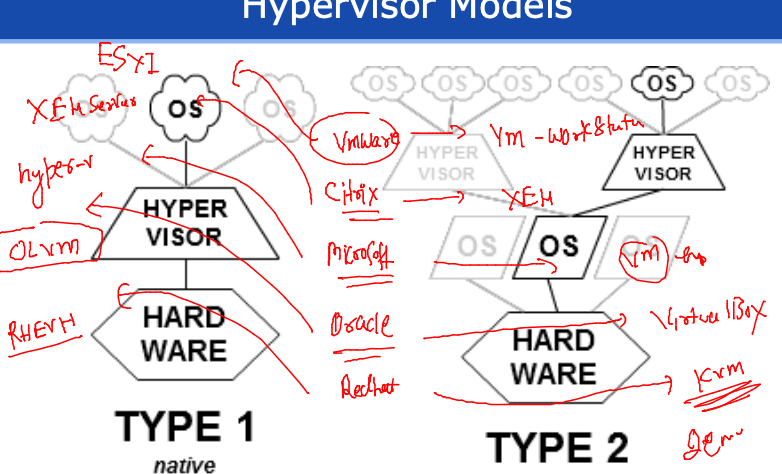 Hypervisor Models
ESXI
XEN Server
hyper-v
OLVM
RHEVH
OS
OS
HYPER
VISOR
HARD
WARE
TYPE 1
native
VMware
Citrix
Microsoft
Oracle
Redhat
OS
OS
OS
OS
OS
OS
VM - Workstation
HYPER
VISOR
HYPER
VISOR
XEN
OS
OS
OS
VM
VirtualBox
HARD
WARE
KVM
TYPE 2